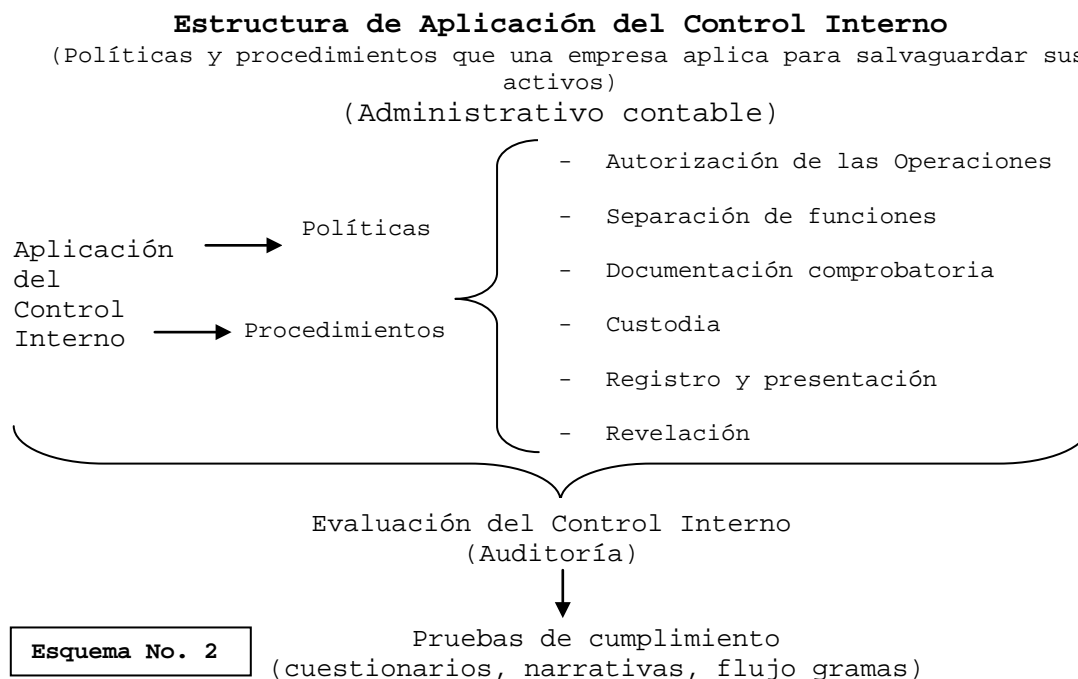 Estructura de Aplicación del Control Interno
(Políticas y procedimientos que una empresa aplica para salvaguardar sus
activos)
(Administrativo contable)
Aplicación
del
Control
Interno
Políticas
Procedimientos
- Autorización de las Operaciones
- Separación de funciones
- Documentación comprobatoria
- Custodia
- Registro y presentación
- Revelación
Evaluación del Control Interno
(Auditoría)
Pruebas de cumplimiento
(cuestionarios, narrativas, flujo gramas)
Esquema No. 2